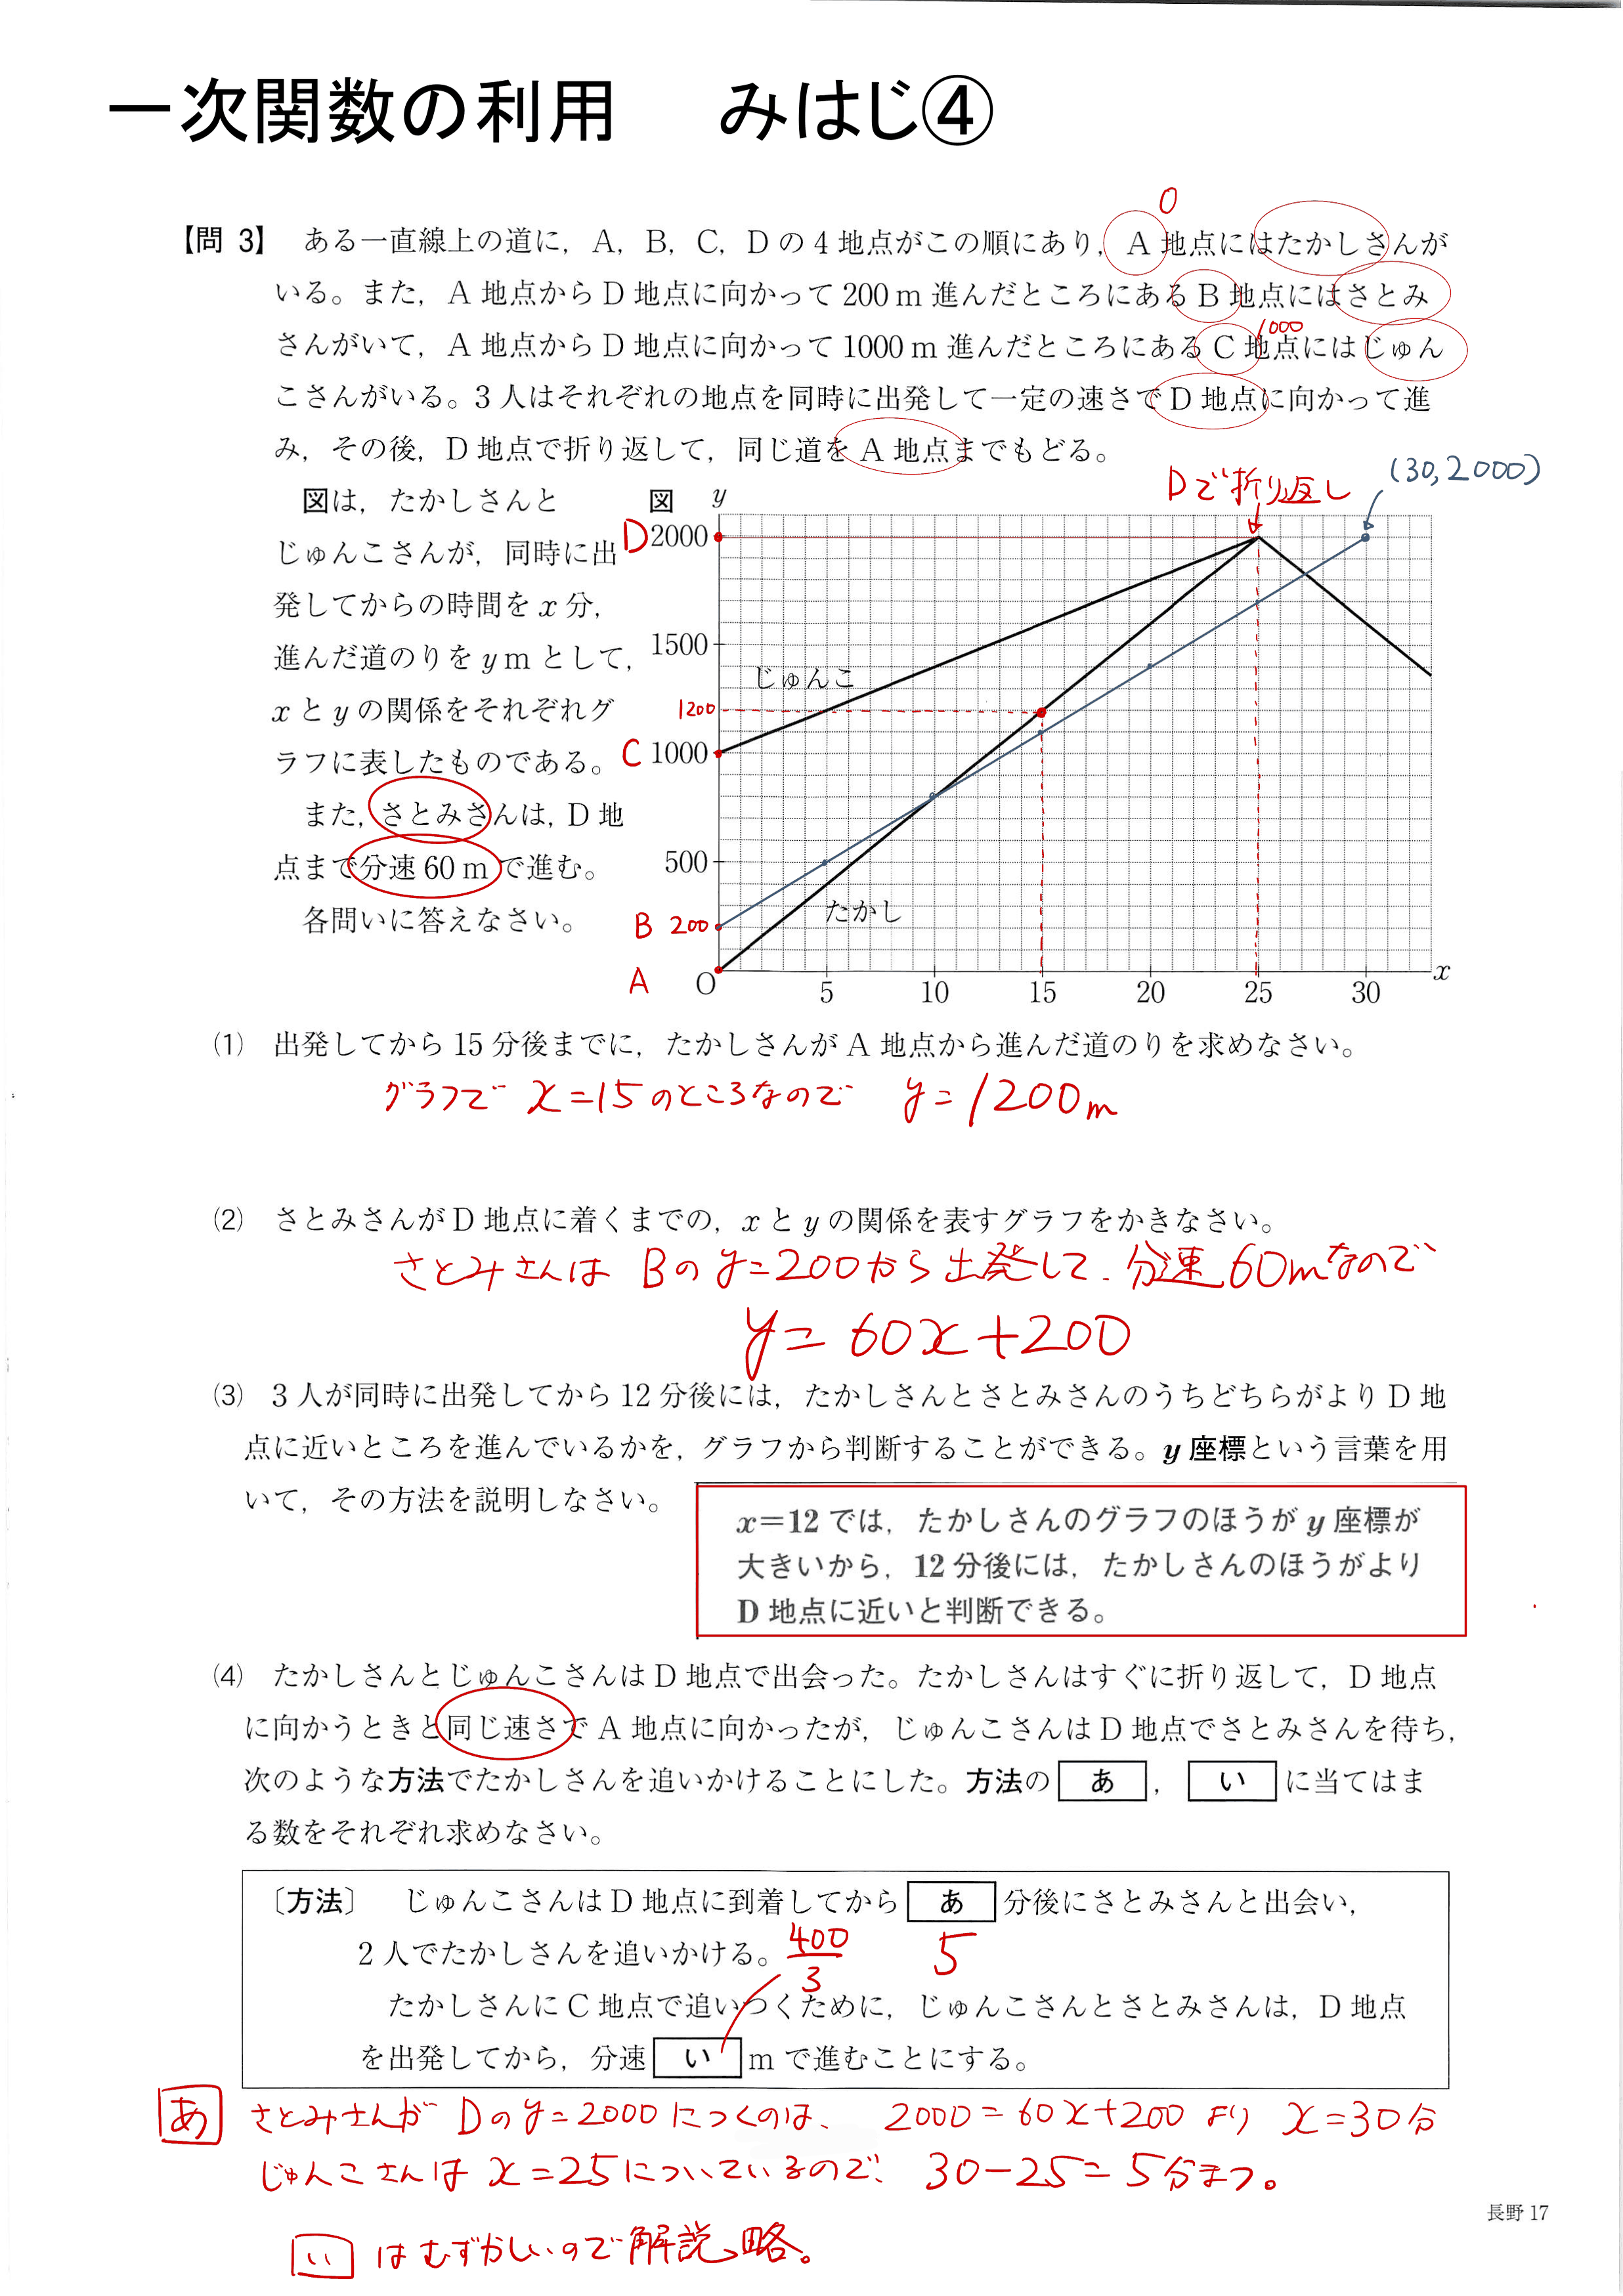 一次関数の利用　みはじ④
0
【問 3】　ある一直線上の道に，A，B，C，D の 4 地点がこの順にあり，A 地点にはたかしさんが
いる。また，A 地点から D 地点に向かって 200 m 進んだところにある B 地点にはさとみ
1000
さんがいて，A 地点から D 地点に向かって 1000 m 進んだところにある C 地点にはじゅん
こさんがいる。3 人はそれぞれの地点を同時に出発して一定の速さで D 地点に向かって進
み，その後，D 地点で折り返して，同じ道を A 地点までもどる。
図は，たかしさんと
じゅんこさんが，同時に出
発してからの時間を x 分，
進んだ道のりを y m として，
x と y の関係をそれぞれグ
ラフに表したものである。
また，さとみさんは，D 地
点まで分速 60 m で進む。
各問いに答えなさい。
図　y
Dで折り返し
(30,2000)
D 2000
1500
じゅんこ
1200
C 1000
500
たかし
B 200
A
O 5 10 15 20 25 30 x
(1)　出発してから 15 分後までに，たかしさんが A 地点から進んだ道のりを求めなさい。
グラフで x=15のところなので　y=1200m
(2)　さとみさんが D 地点に着くまでの，x と y の関係を表すグラフをかきなさい。
さとみさんは Bの y=200から出発して、分速60mなので
y=60x+200
(3)　3 人が同時に出発してから 12 分後には，たかしさんとさとみさんのうちどちらがより D 地
点に近いところを進んでいるかを，グラフから判断することができる。y 座標という言葉を用
いて，その方法を説明しなさい。
x＝12 では，たかしさんのグラフのほうが y 座標が
大きいから，12 分後には，たかしさんのほうがより
D 地点に近いと判断できる。
(4)　たかしさんとじゅんこさんは D 地点で出会った。たかしさんはすぐに折り返して，D 地点
に向かうときと同じ速さで A 地点に向かったが，じゅんこさんは D 地点でさとみさんを待ち，
次のような方法でたかしさんを追いかけることにした。方法の あ ， い に当てはま
る数をそれぞれ求めなさい。
〔方法〕　じゅんこさんは D 地点に到着してから あ 分後にさとみさんと出会い，
2 人でたかしさんを追いかける。 400/3　5
たかしさんに C 地点で追いつくために，じゅんこさんとさとみさんは，D 地点
を出発してから，分速 い m で進むことにする。
あ さとみさんが Dの y=2000 につくのは、 2000=60x+200 より x=30分
じゅんこさんは x=25についているので、 30-25=5分まつ。
長野 17
い はむずかしいので解説略。